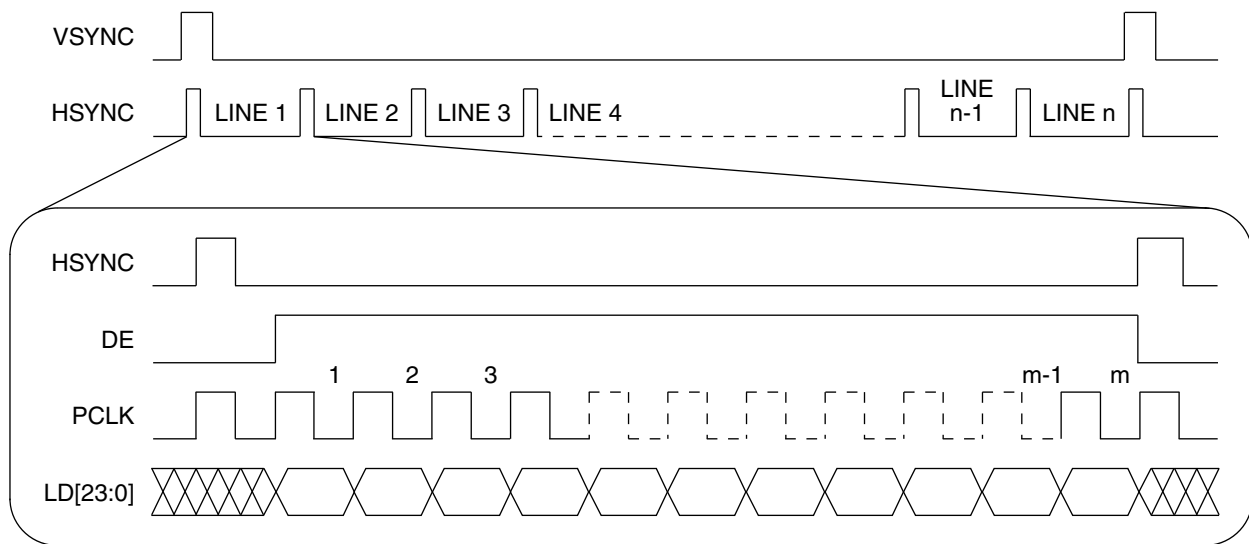 VSYNC
HSYNC LINE 1 LINE 2 LINE 3 LINE 4 LINE
n-1 LINE n
HSYNC
DE
1 2 3 m-1 m
PCLK
LD[23:0]